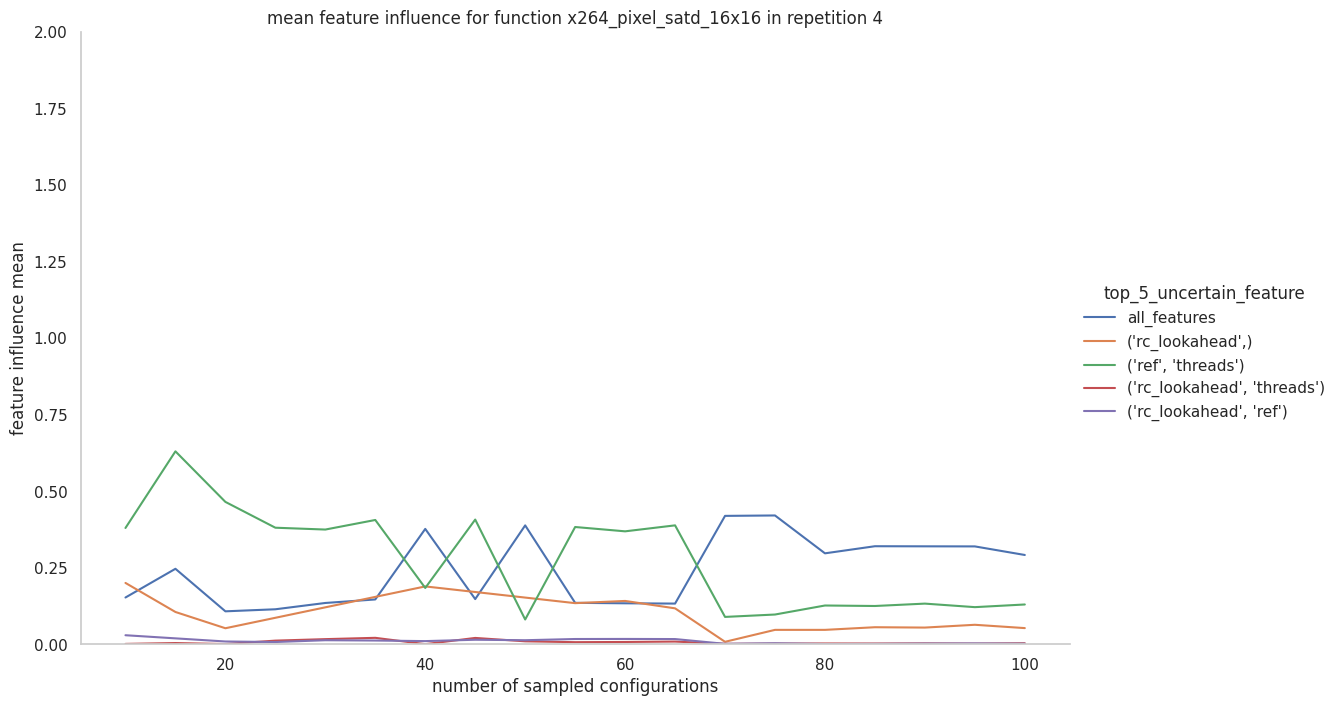 mean feature influence for function x264_pixel_satd_16x16 in repetition 4
2.00
1.75
1.50
1.25
1.00
0.75
0.50
0.25
0.00
feature influence mean
20
40
60
80
100
number of sampled configurations
top_5_uncertain_feature
all_features
('rc_lookahead',)
('ref', 'threads')
('rc_lookahead', 'threads')
('rc_lookahead', 'ref')